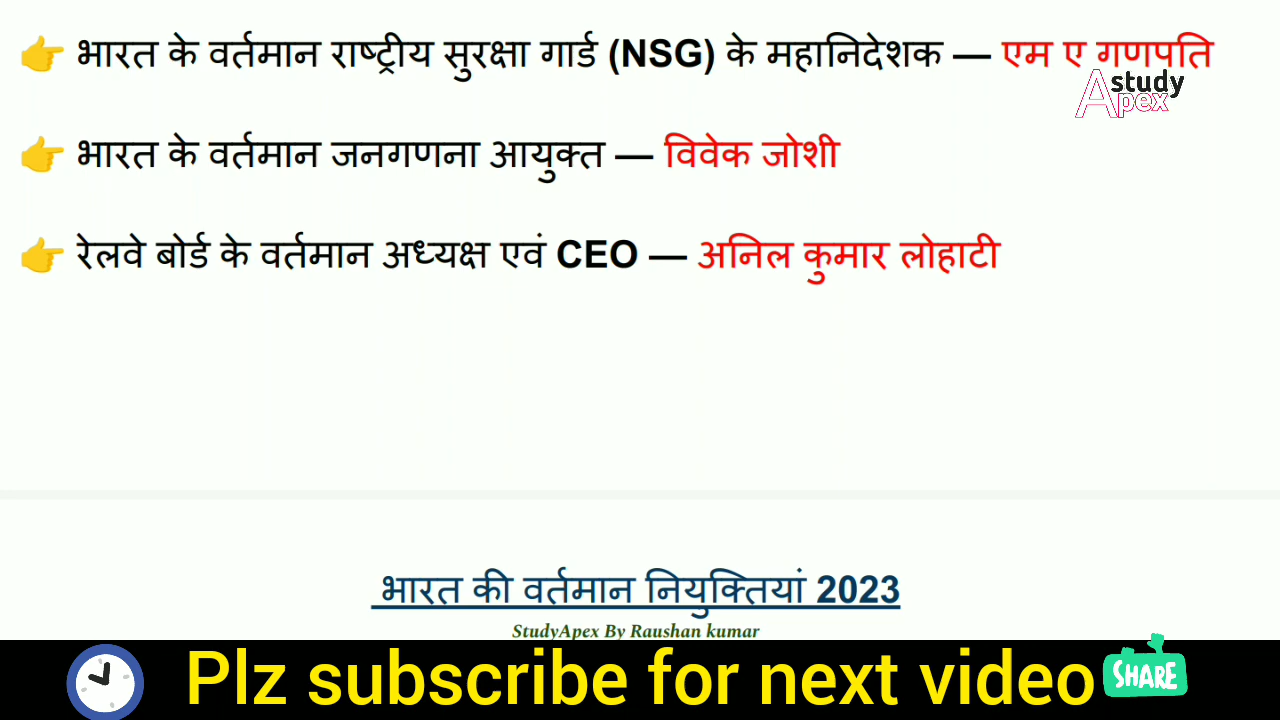 👉 भारत के वर्तमान राष्ट्रीय सुरक्षा गार्ड (NSG) के महानिदेशक — एम ए गणपति
study
Apex
👉 भारत के वर्तमान जनगणना आयुक्त — विवेक जोशी
👉 रेलवे बोर्ड के वर्तमान अध्यक्ष एवं CEO — अनिल कुमार लोहाटी
भारत की वर्तमान नियुक्तियां 2023
StudyApex By Raushan kumar
Plz subscribe for next video
SHARE